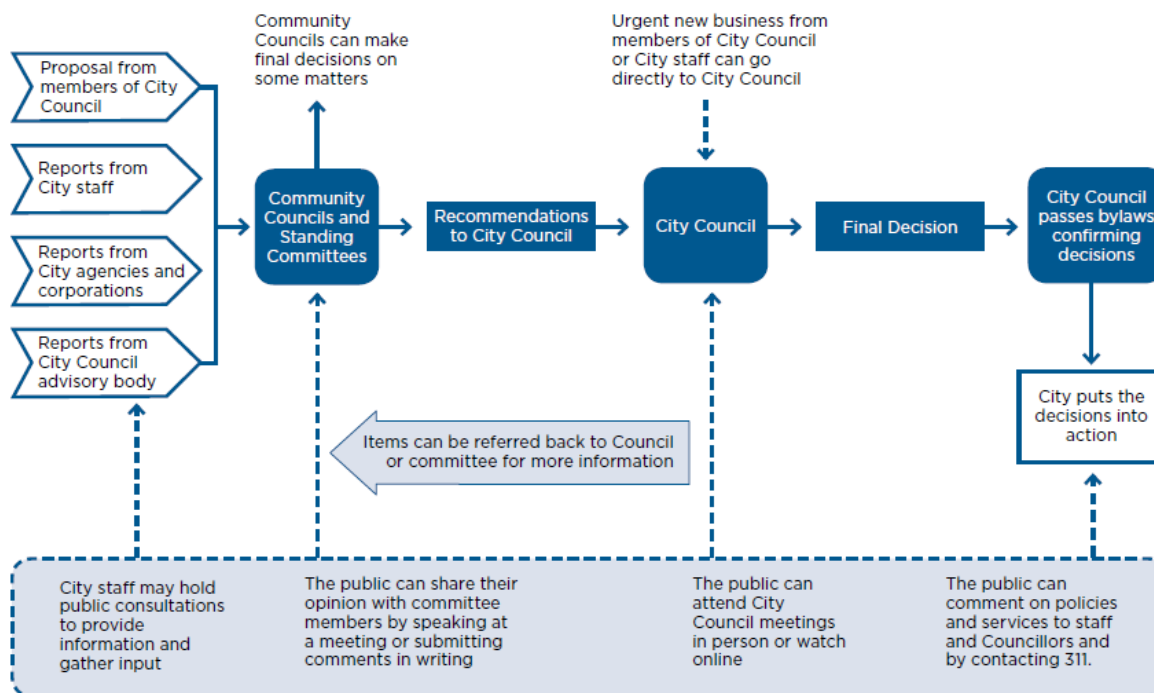 Community
Councils can make
final decisions on
some matters
Urgent new business from
members of City Council
or City staff can go
directly to City Council
Proposal from
members of City
Council
Reports from
City staff
Reports from
City agencies and
corporations
Reports from
City Council
advisory body
Community
Councils and
Standing
Committees
Recommendations
to City Council
City Council
Final Decision
City Council
passes bylaws
confirming
decisions
City puts the
decisions into
action
Items can be referred back to Council
or committee for more information
City staff may hold
public consultations
to provide
information and
gather input
The public can share their
opinion with committee
members by speaking at
a meeting or submitting
comments in writing
The public can
attend City
Council meetings
in person or watch
online
The public can
comment on policies
and services to staff
and Councillors and
by contacting 311.